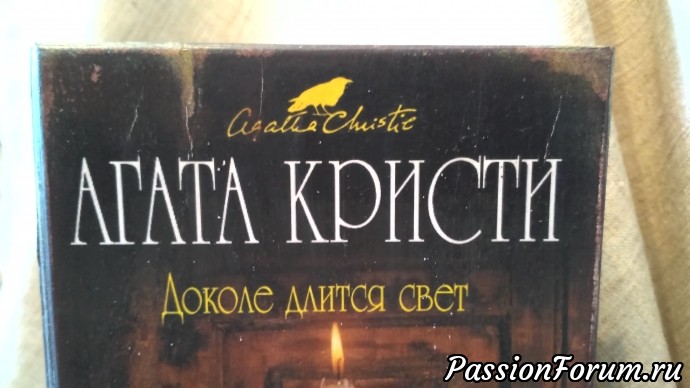 Agatha Christie
АГАТА КРИСТИ
Доколе длится свет
PassionForum.ru